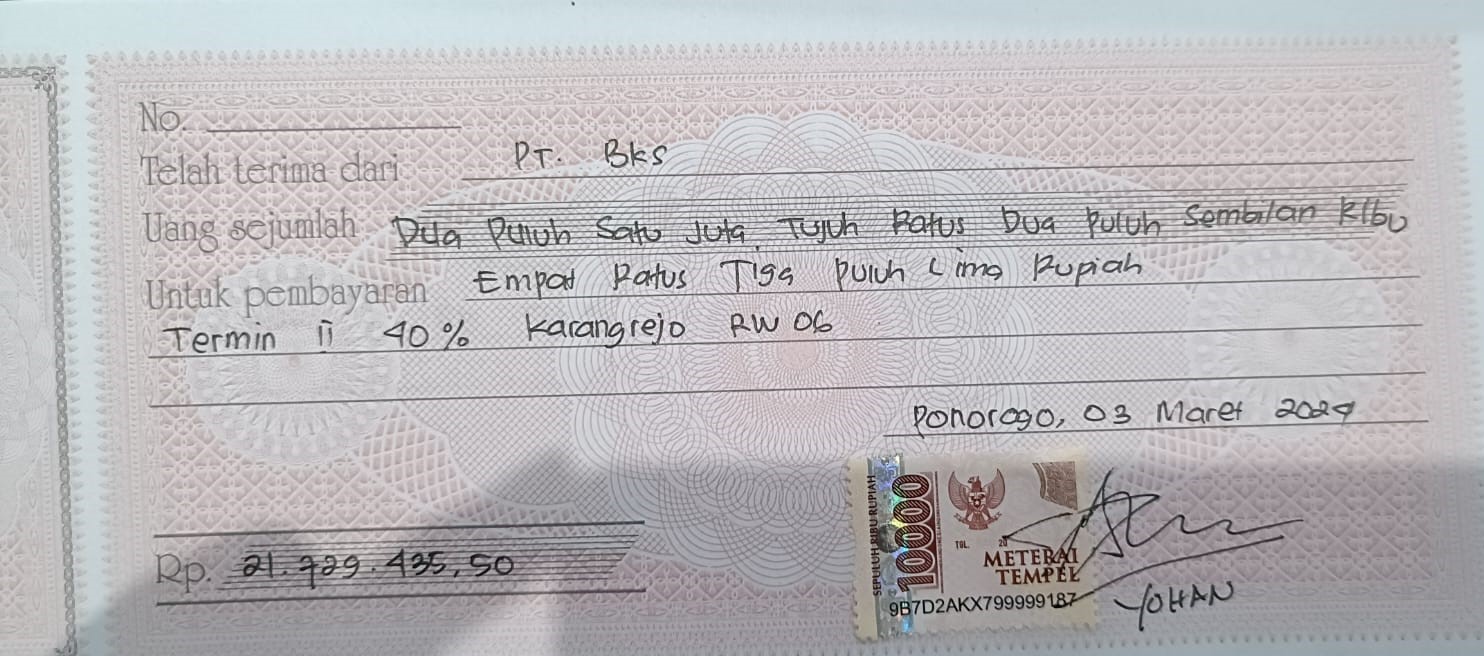 No.
Telah terima dari PT. Bks
Uang sejumlah Dua Puluh Satu Juta Tujuh Ratus Dua Puluh Sembilan Ribu
Untuk pembayaran Empat Ratus Tiga Puluh Lima Rupiah
Termin II 40% Karangrejo RW 06
Ponorogo, 03 Maret 2024
Rp. 21.729.435,50
SEPULUH RIBU RUPIAH
10000
TGL. 20
METERAI
TEMPEL
9B7D2AKX799999187
YOHAN